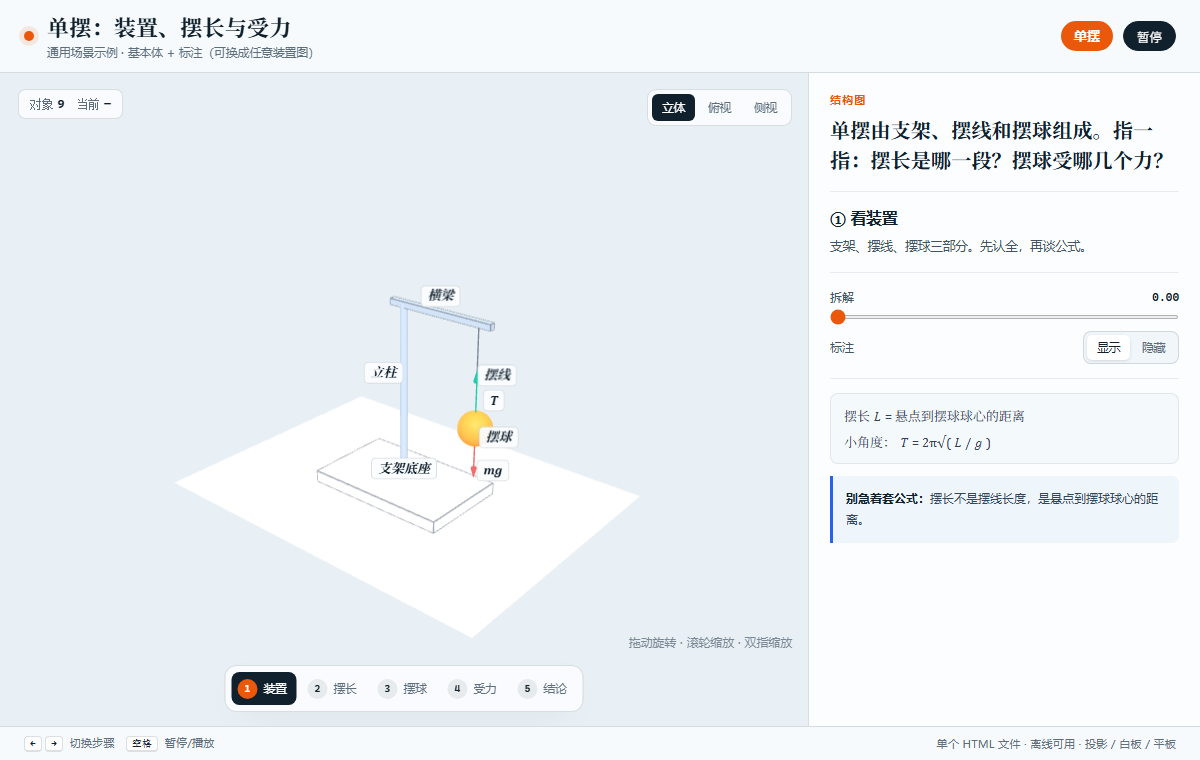 单摆：装置、摆长与受力
通用场景示例 · 基本体 + 标注（可换成任意装置图）
单摆
暂停
对象 9 当前 —
立体
俯视
侧视
横梁
立柱
摆线
T
摆球
支架底座
mg
拖动旋转 · 滚轮缩放 · 双指缩放
1 装置
2 摆长
3 摆球
4 受力
5 结论
结构图
单摆由支架、摆线和摆球组成。指一
指：摆长是哪一段？摆球受哪几个力？
① 看装置
支架、摆线、摆球三部分。先认全，再谈公式。
拆解
0.00
标注
显示
隐藏
摆长 L = 悬点到摆球球心的距离
小角度： T = 2π√( L / g )
别急着套公式：摆长不是摆线长度，是悬点到摆球球心的距
离。
← → 切换步骤 空格 暂停/播放
单个 HTML 文件 · 离线可用 · 投影 / 白板 / 平板